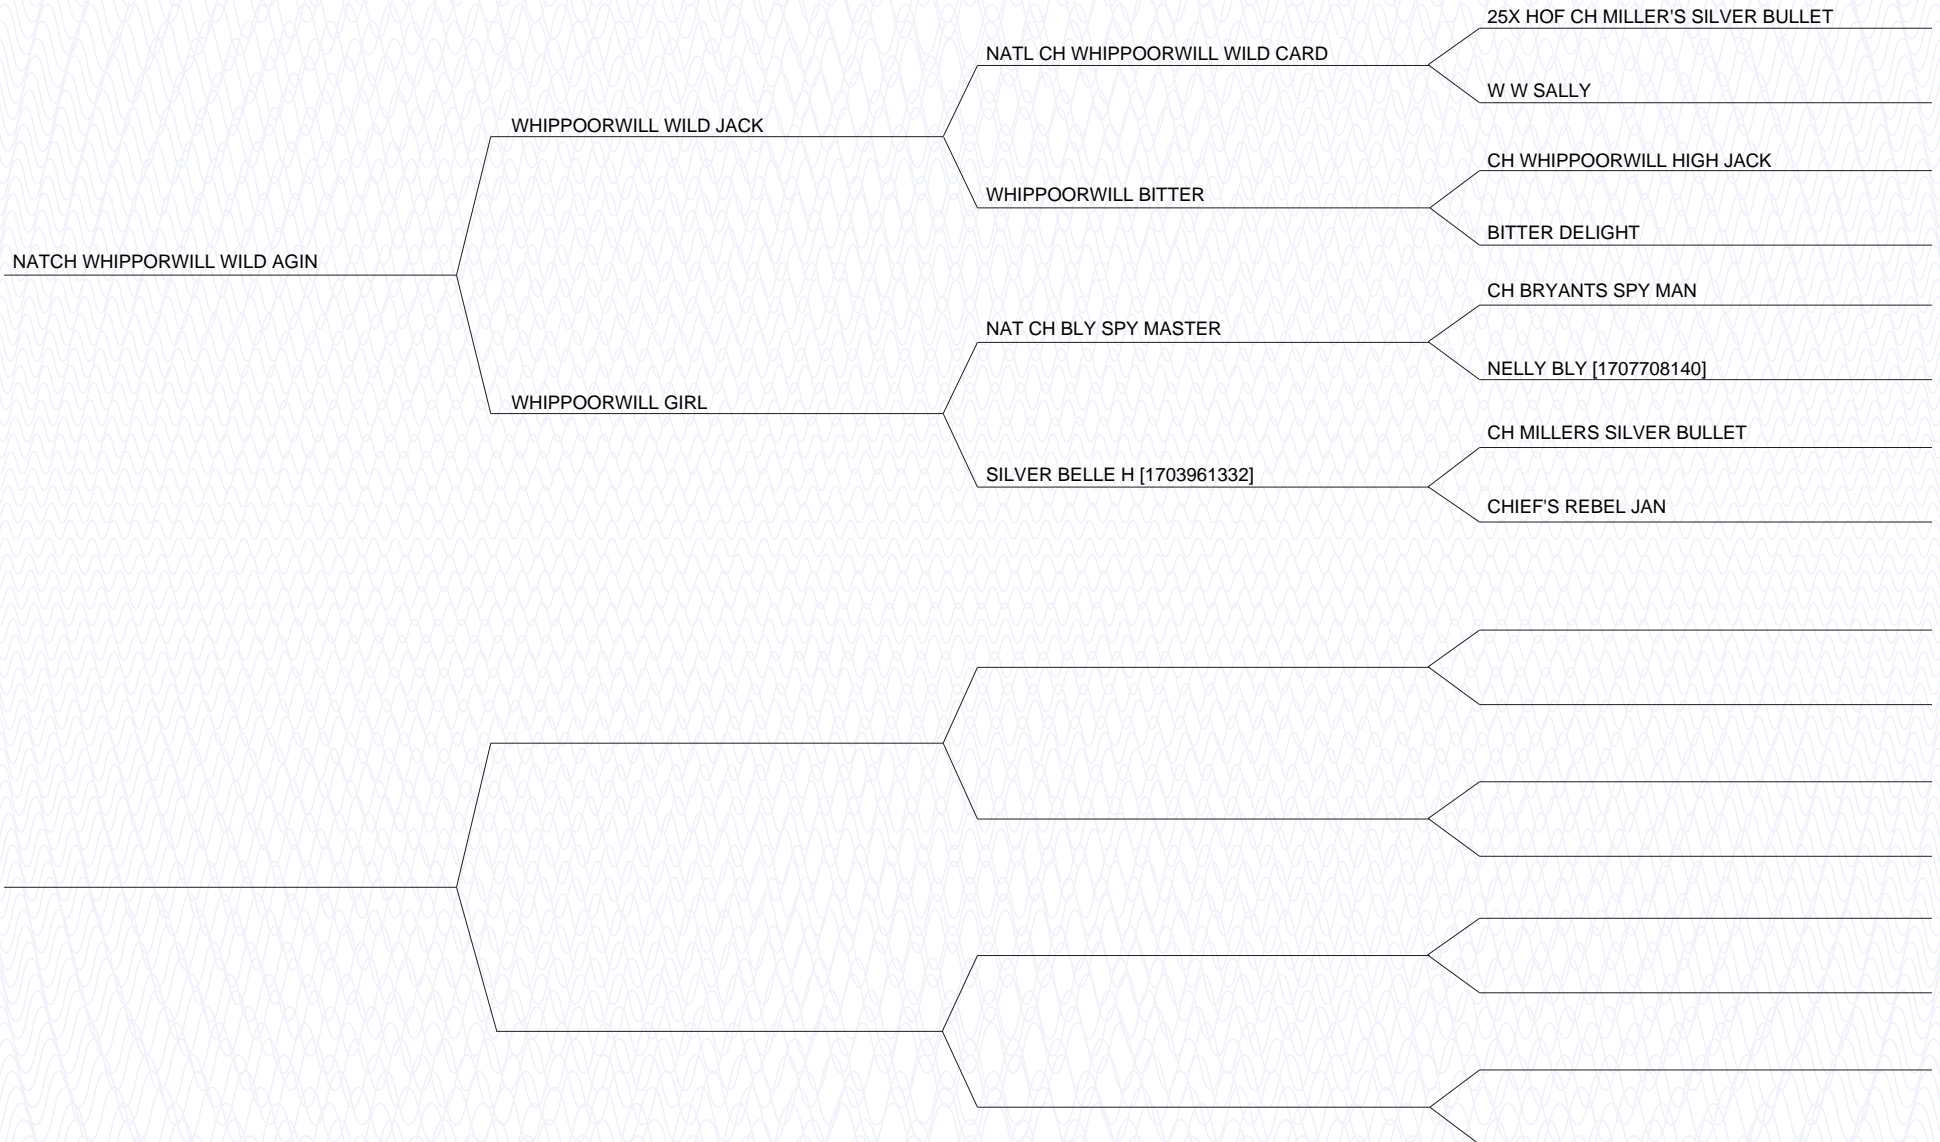 25X HOF CH MILLER'S SILVER BULLET
NATL CH WHIPPOORWILL WILD CARD
W W SALLY
WHIPPOORWILL WILD JACK
CH WHIPPOORWILL HIGH JACK
WHIPPOORWILL BITTER
BITTER DELIGHT
NATCH WHIPPORWILL WILD AGIN
CH BRYANTS SPY MAN
NAT CH BLY SPY MASTER
NELLY BLY [1707708140]
WHIPPOORWILL GIRL
CH MILLERS SILVER BULLET
SILVER BELLE H [1703961332]
CHIEF'S REBEL JAN